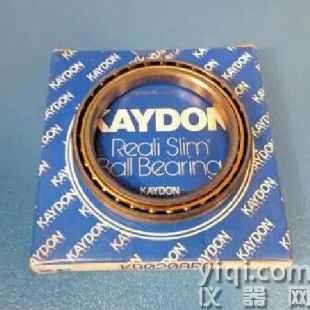 KAYDON
Reali Slim®
Ball Bearing
KAYDON
yiqi.com
仪器网